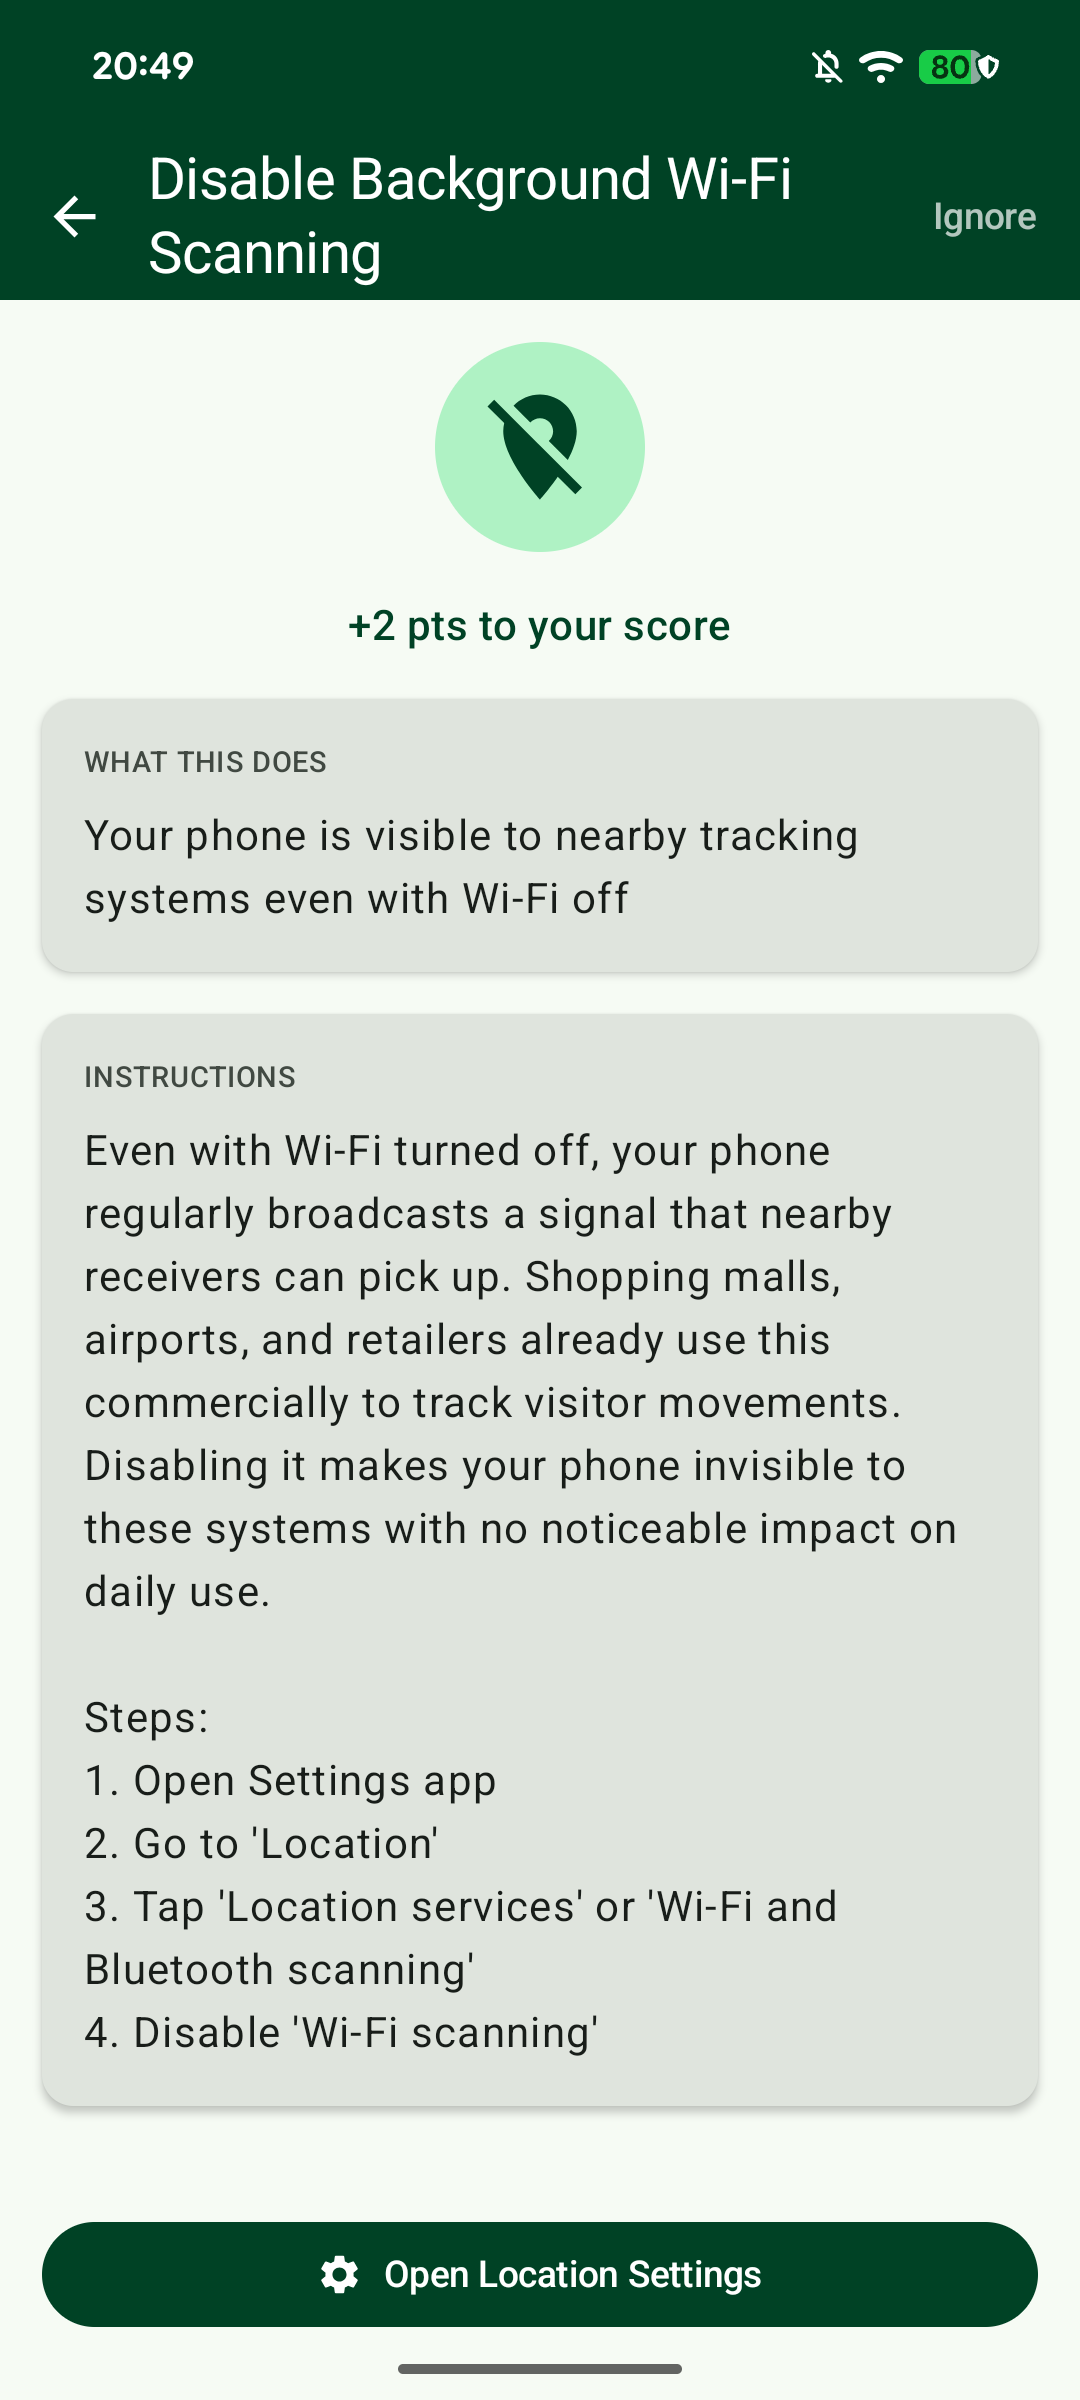 20:49
80
Disable Background Wi-Fi
Scanning
Ignore
+2 pts to your score
WHAT THIS DOES
Your phone is visible to nearby tracking
systems even with Wi-Fi off
INSTRUCTIONS
Even with Wi-Fi turned off, your phone
regularly broadcasts a signal that nearby
receivers can pick up. Shopping malls,
airports, and retailers already use this
commercially to track visitor movements.
Disabling it makes your phone invisible to
these systems with no noticeable impact on
daily use.
Steps:
1. Open Settings app
2. Go to 'Location'
3. Tap 'Location services' or 'Wi-Fi and
Bluetooth scanning'
4. Disable 'Wi-Fi scanning'
Open Location Settings